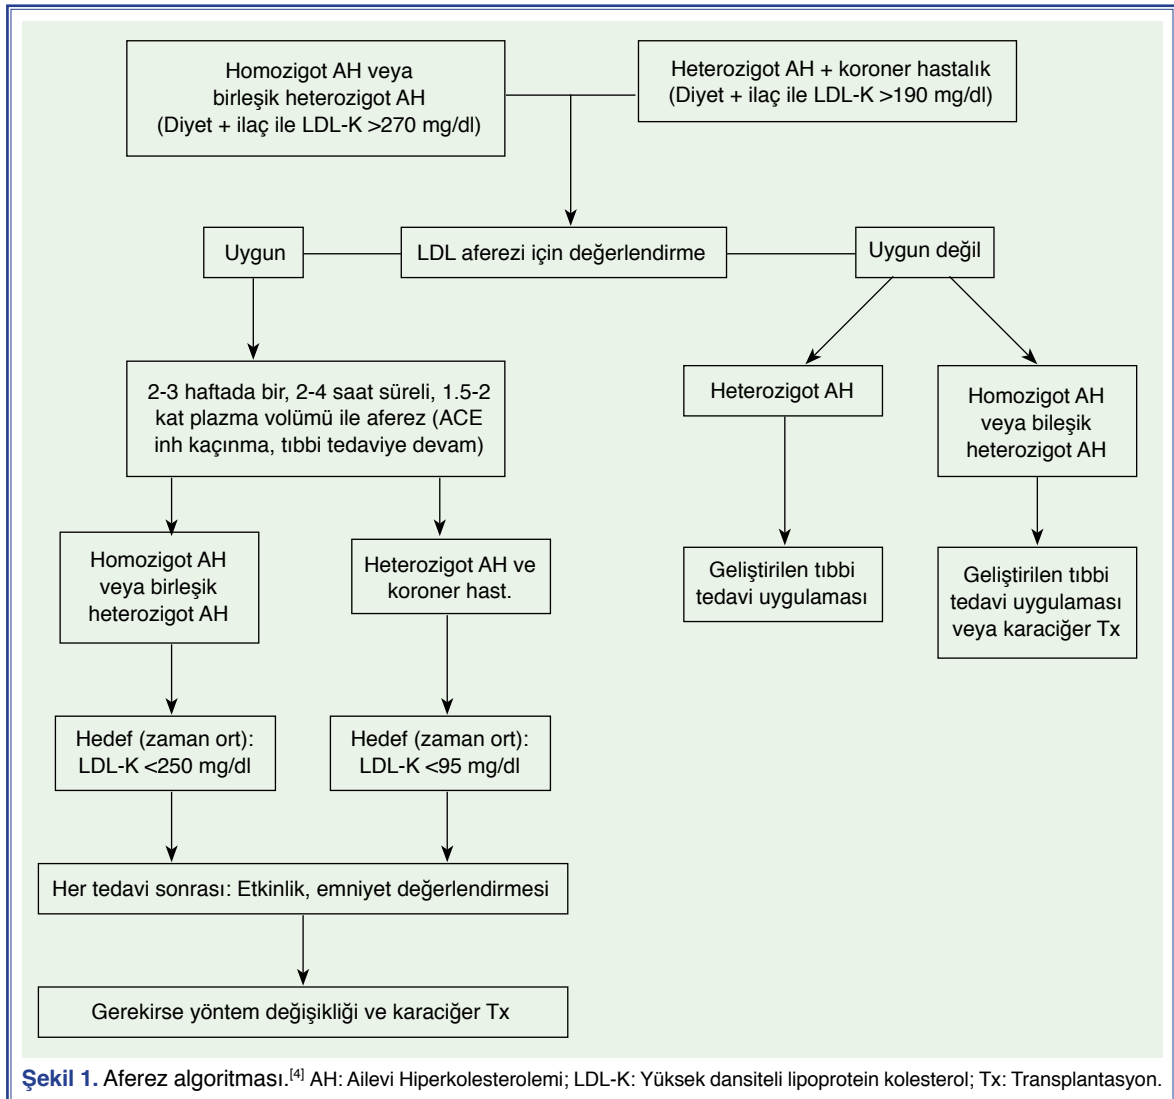 Homozigot AH veya
birleşik heterozigot AH
(Diyet + ilaç ile LDL-K >270 mg/dl)
Heterozigot AH + koroner hastalık
(Diyet + ilaç ile LDL-K >190 mg/dl)
Uygun
LDL aferezi için değerlendirme
Uygun değil
2-3 haftada bir, 2-4 saat süreli, 1.5-2
kat plazma volümü ile aferez (ACE
inh kaçınma, tıbbi tedaviye devam)
Heterozigot AH
Homozigot AH
veya bileşik
heterozigot AH
Homozigot AH
veya birleşik
heterozigot AH
Heterozigot AH ve
koroner hast.
Geliştirilen tıbbi
tedavi uygulaması
Geliştirilen tıbbi
tedavi uygulaması
veya karaciğer Tx
Hedef (zaman ort):
LDL-K <250 mg/dl
Hedef (zaman ort):
LDL-K <95 mg/dl
Her tedavi sonrası: Etkinlik, emniyet değerlendirmesi
Gerekirse yöntem değişikliği ve karaciğer Tx
Şekil 1. Aferez algoritması.[4] AH: Ailevi Hiperkolesterolemi; LDL-K: Yüksek dansiteli lipoprotein kolesterol; Tx: Transplantasyon.